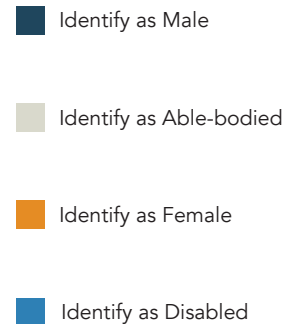 Identify as Male
Identify as Able-bodied
Identify as Female
Identify as Disabled